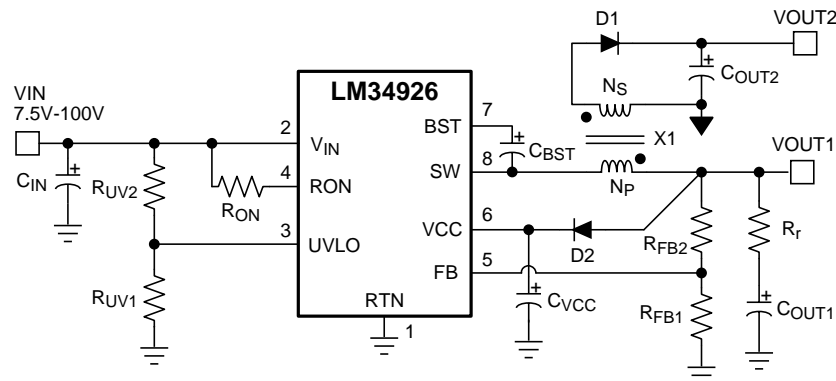 D1
VOUT2
COUT2
NS
LM34926
VIN
7.5V-100V
7
BST
X1
VOUT1
2
VIN
CBST
8
SW
NP
CIN
RUV2
4
RON
RON
6
VCC
D2
RFB2
Rr
3
UVLO
5
FB
RUV1
RTN
1
CVCC
RFB1
COUT1
+
+
+
+
+